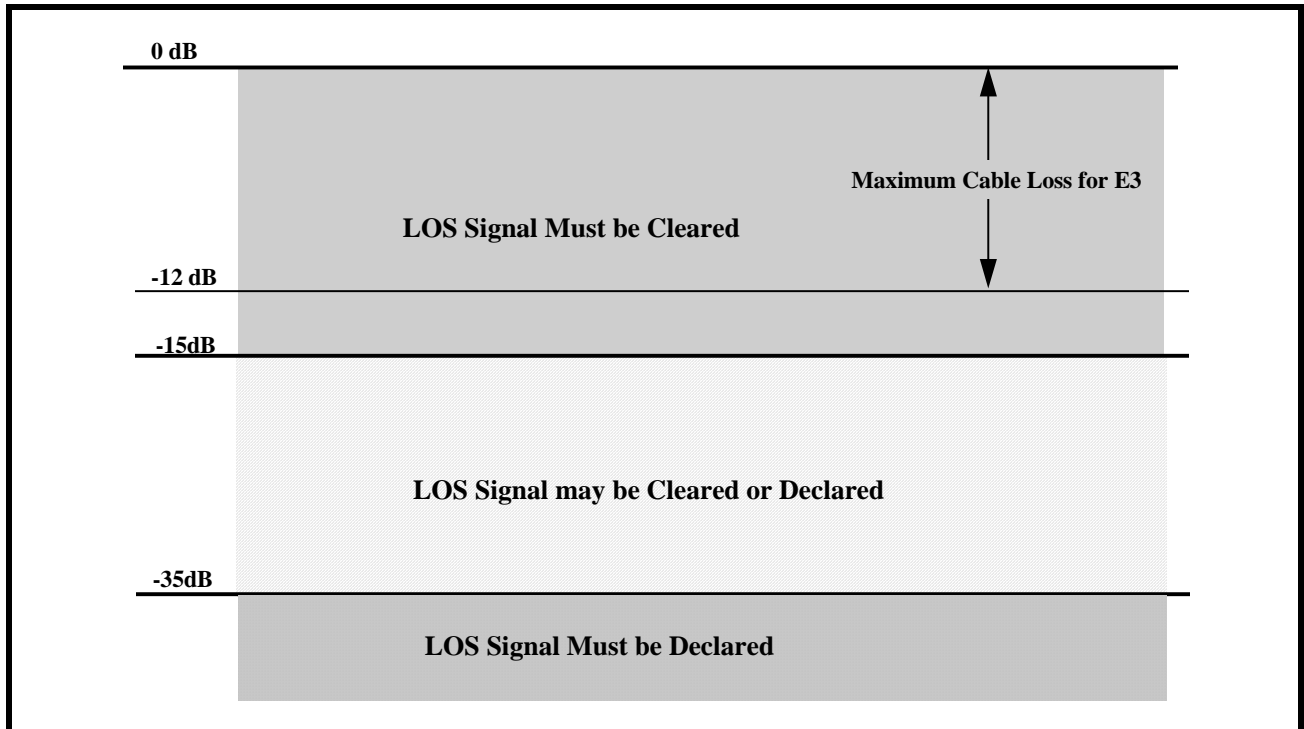 0 dB
Maximum Cable Loss for E3
LOS Signal Must be Cleared
-12 dB
-15dB
LOS Signal may be Cleared or Declared
-35dB
LOS Signal Must be Declared